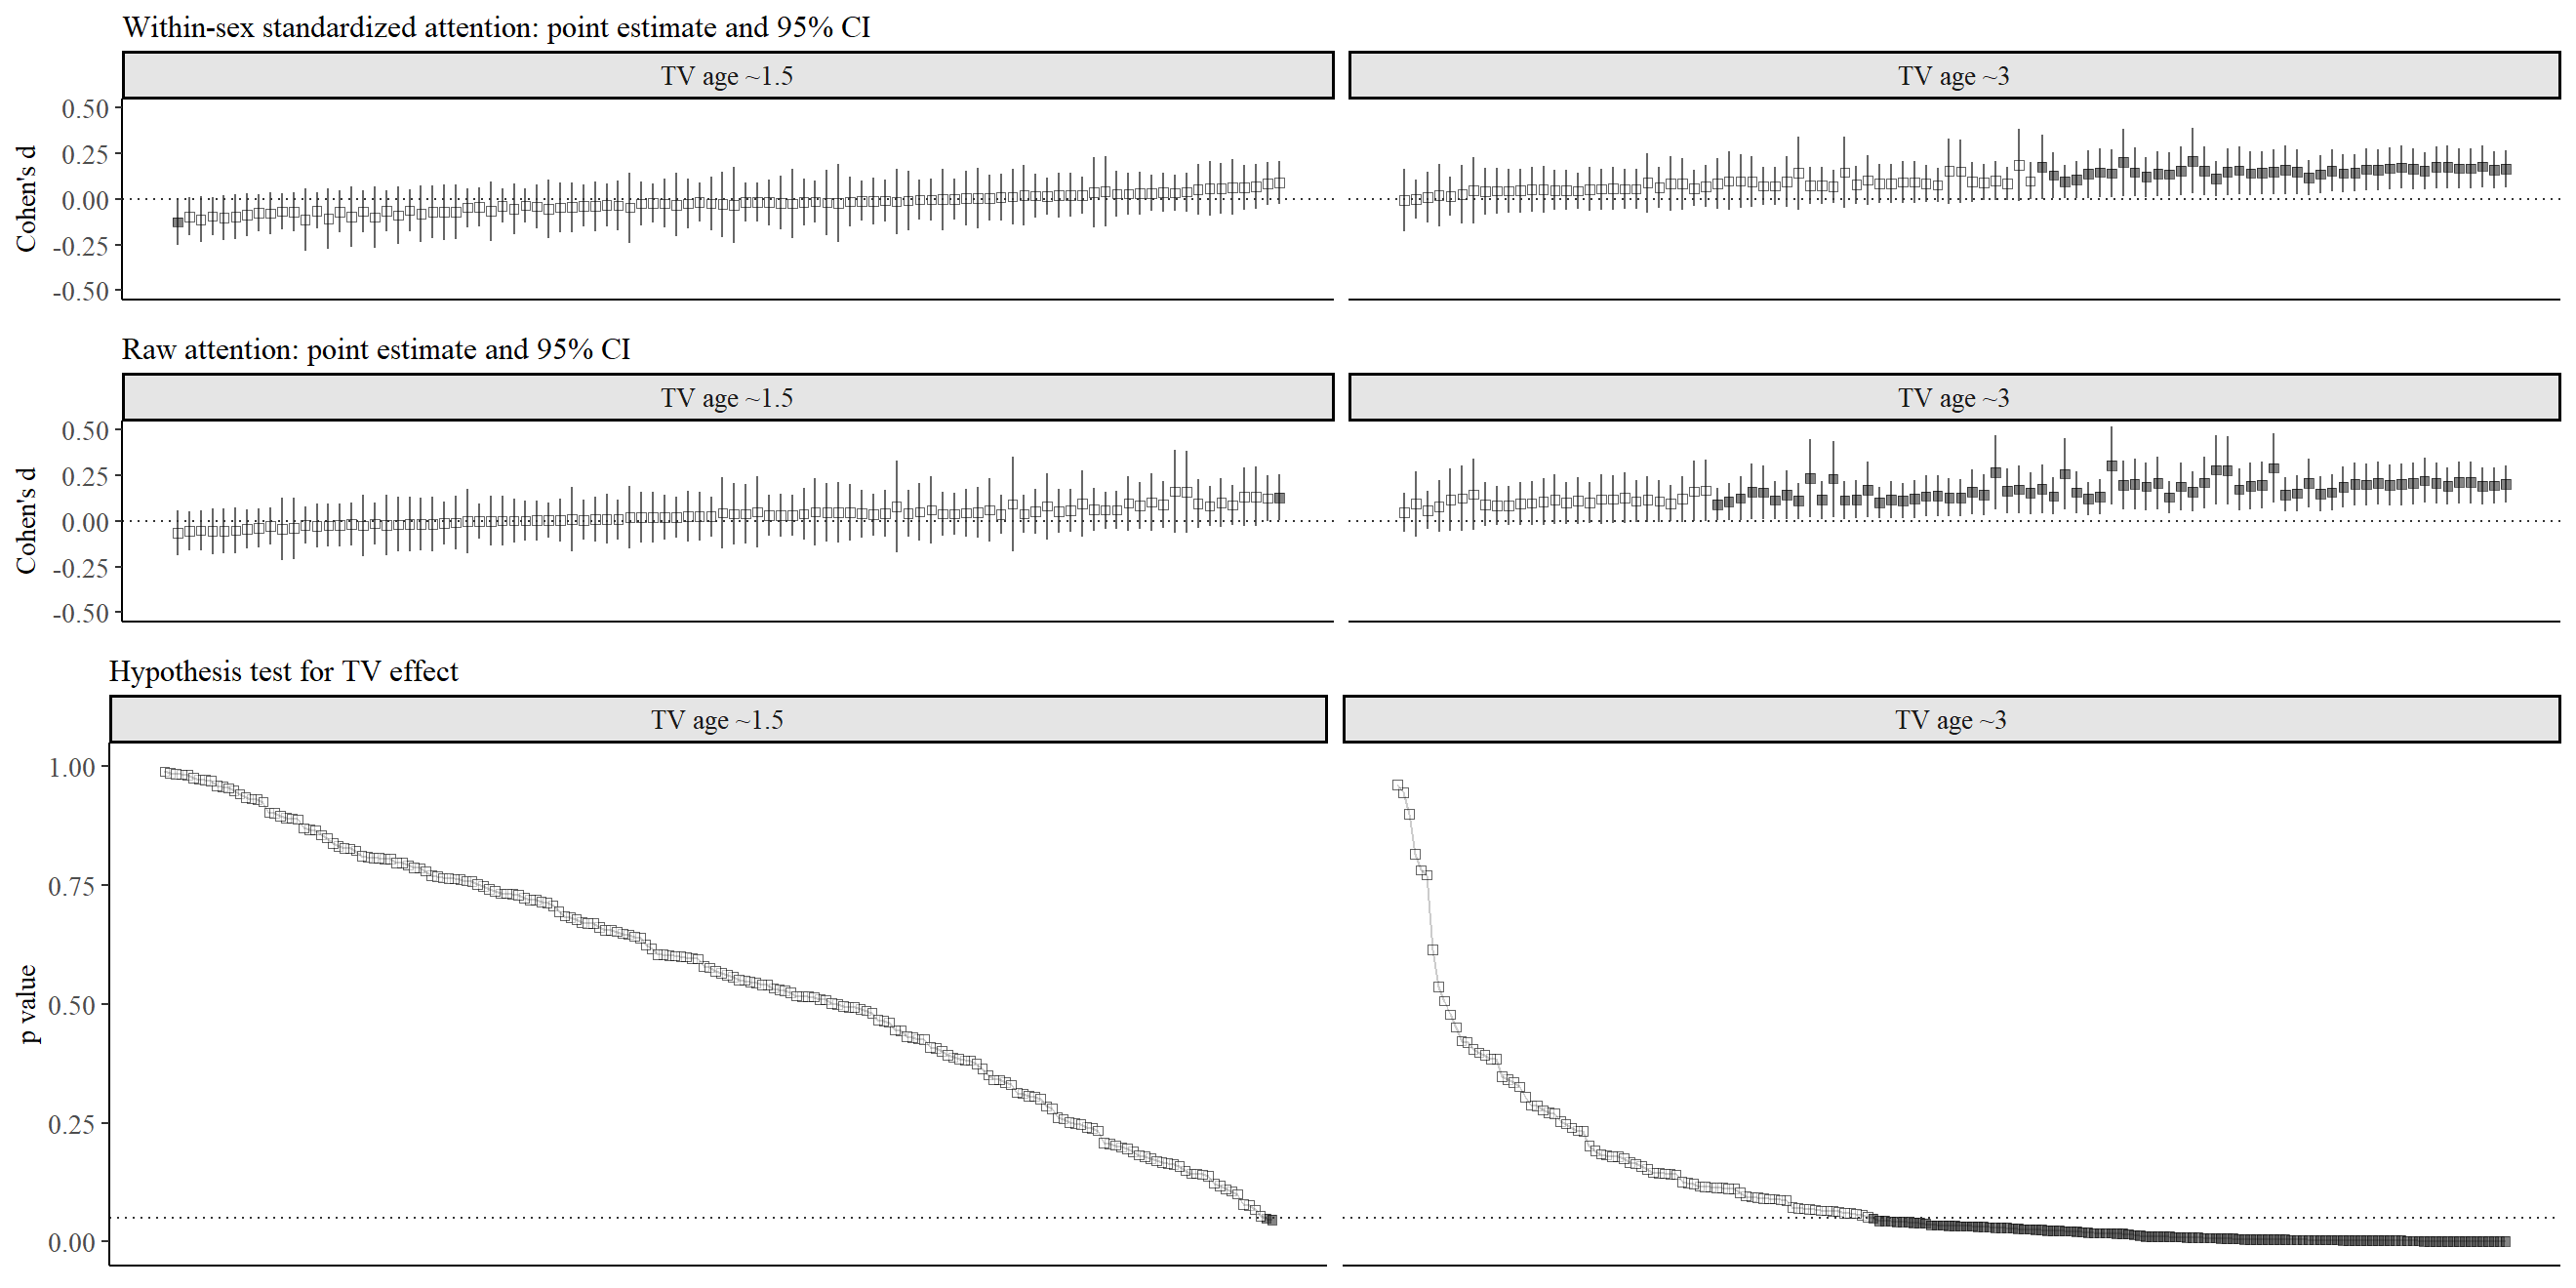 Within-sex standardized attention: point estimate and 95% CI
TV age ~1.5
TV age ~3
Cohen's d
0.50
0.25
0.00
-0.25
-0.50
Raw attention: point estimate and 95% CI
TV age ~1.5
TV age ~3
Cohen's d
0.50
0.25
0.00
-0.25
-0.50
Hypothesis test for TV effect
TV age ~1.5
TV age ~3
p value
1.00
0.75
0.50
0.25
0.00